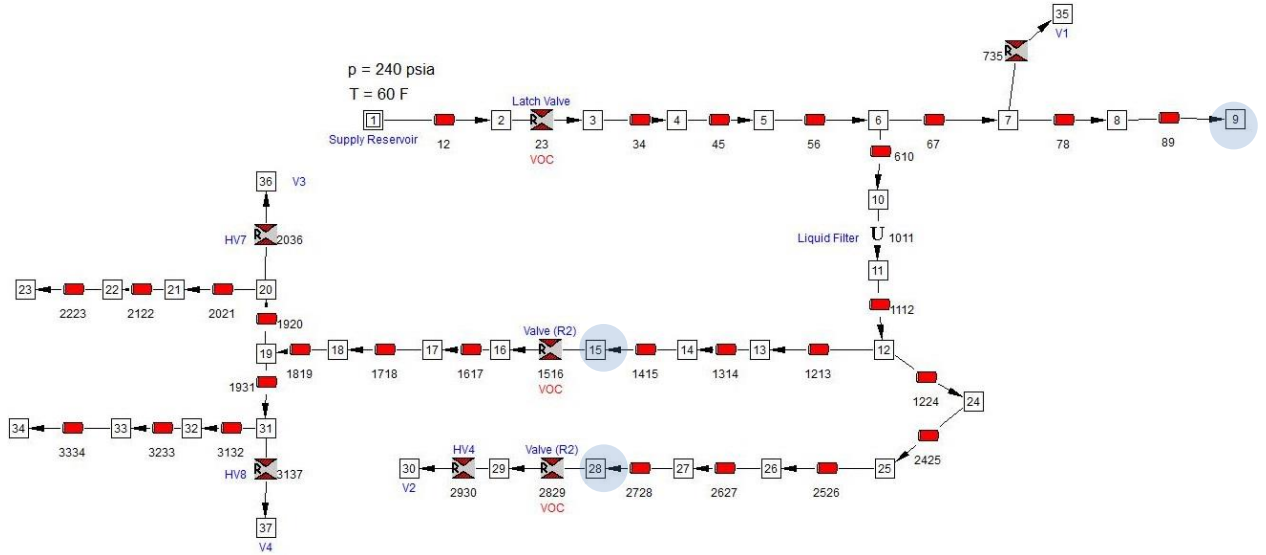 35
V1
735 R
p = 240 psia
T = 60 F
Latch Valve
1 2 R 3 4 5 6 7 8 9
Supply Reservoir
12 23 34 45 56 67 78 89
VOC
610
36 V3
10
HV7 R 2036
Liquid Filter U 1011
11
23 22 21 20
2223 2122 2021
1920
1112
Valve (R2)
19 18 17 16 R 15 14 13 12
1819 1718 1617 1516 1415 1314 1213
VOC
1931
1224
24
34 33 32 31
3334 3233 3132
2425
HV4 Valve (R2)
HV8 R 3137
30 R 29 R 28 27 26 25
V2 2930 2829 2728 2627 2526
VOC
37
V4